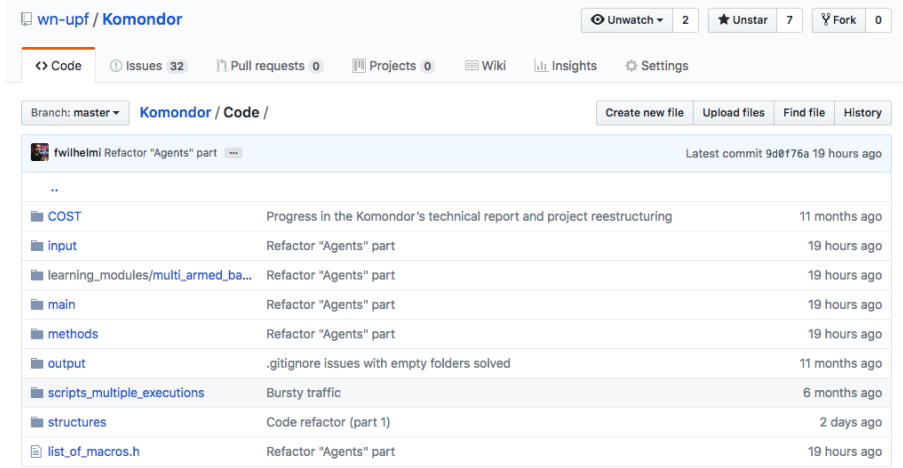 wn-upf / Komondor Unwatch 2 Unstar 7 Fork 0
<> Code Issues 32 Pull requests 0 Projects 0 Wiki Insights Settings
Branch: master Komondor / Code / Create new file Upload files Find file History
fwilhelmi Refactor "Agents" part ... Latest commit 9d0f76a 19 hours ago
..
COST Progress in the Komondor’s technical report and project reestructuring 11 months ago
input Refactor "Agents" part 19 hours ago
learning_modules/multi_armed_ba... Refactor "Agents" part 19 hours ago
main Refactor "Agents" part 19 hours ago
methods Refactor "Agents" part 19 hours ago
output .gitignore issues with empty folders solved 11 months ago
scripts_multiple_executions Bursty traffic 6 months ago
structures Code refactor (part 1) 2 days ago
list_of_macros.h Refactor "Agents" part 19 hours ago